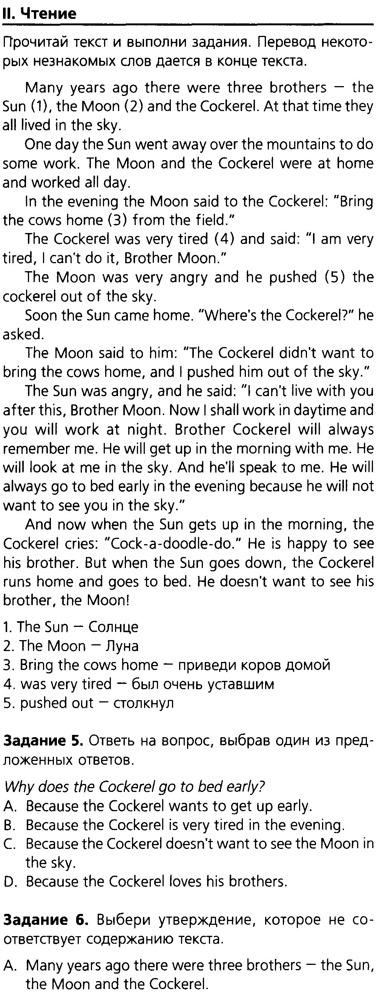 II. Чтение
Прочитай текст и выполни задания. Перевод некото-
рых незнакомых слов дается в конце текста.
Many years ago there were three brothers — the
Sun (1), the Moon (2) and the Cockerel. At that time they
all lived in the sky.
One day the Sun went away over the mountains to do
some work. The Moon and the Cockerel were at home
and worked all day.
In the evening the Moon said to the Cockerel: "Bring
the cows home (3) from the field."
The Cockerel was very tired (4) and said: "I am very
tired, I can't do it, Brother Moon."
The Moon was very angry and he pushed (5) the
cockerel out of the sky.
Soon the Sun came home. "Where's the Cockerel?" he
asked.
The Moon said to him: "The Cockerel didn't want to
bring the cows home, and I pushed him out of the sky."
The Sun was angry, and he said: "I can't live with you
after this, Brother Moon. Now I shall work in daytime and
you will work at night. Brother Cockerel will always
remember me. He will get up in the morning with me. He
will look at me in the sky. And he'll speak to me. He will
always go to bed early in the evening because he will not
want to see you in the sky."
And now when the Sun gets up in the morning, the
Cockerel cries: "Cock-a-doodle-do." He is happy to see
his brother. But when the Sun goes down, the Cockerel
runs home and goes to bed. He doesn't want to see his
brother, the Moon!
1. The Sun — Солнце
2. The Moon — Луна
3. Bring the cows home — приведи коров домой
4. was very tired — был очень уставшим
5. pushed out — столкнул
Задание 5. Ответь на вопрос, выбрав один из пред-
ложенных ответов.
Why does the Cockerel go to bed early?
A. Because the Cockerel wants to get up early.
B. Because the Cockerel is very tired in the evening.
C. Because the Cockerel doesn't want to see the Moon in
the sky.
D. Because the Cockerel loves his brothers.
Задание 6. Выбери утверждение, которое не со-
ответствует содержанию текста.
A. Many years ago there were three brothers — the Sun,
the Moon and the Cockerel.